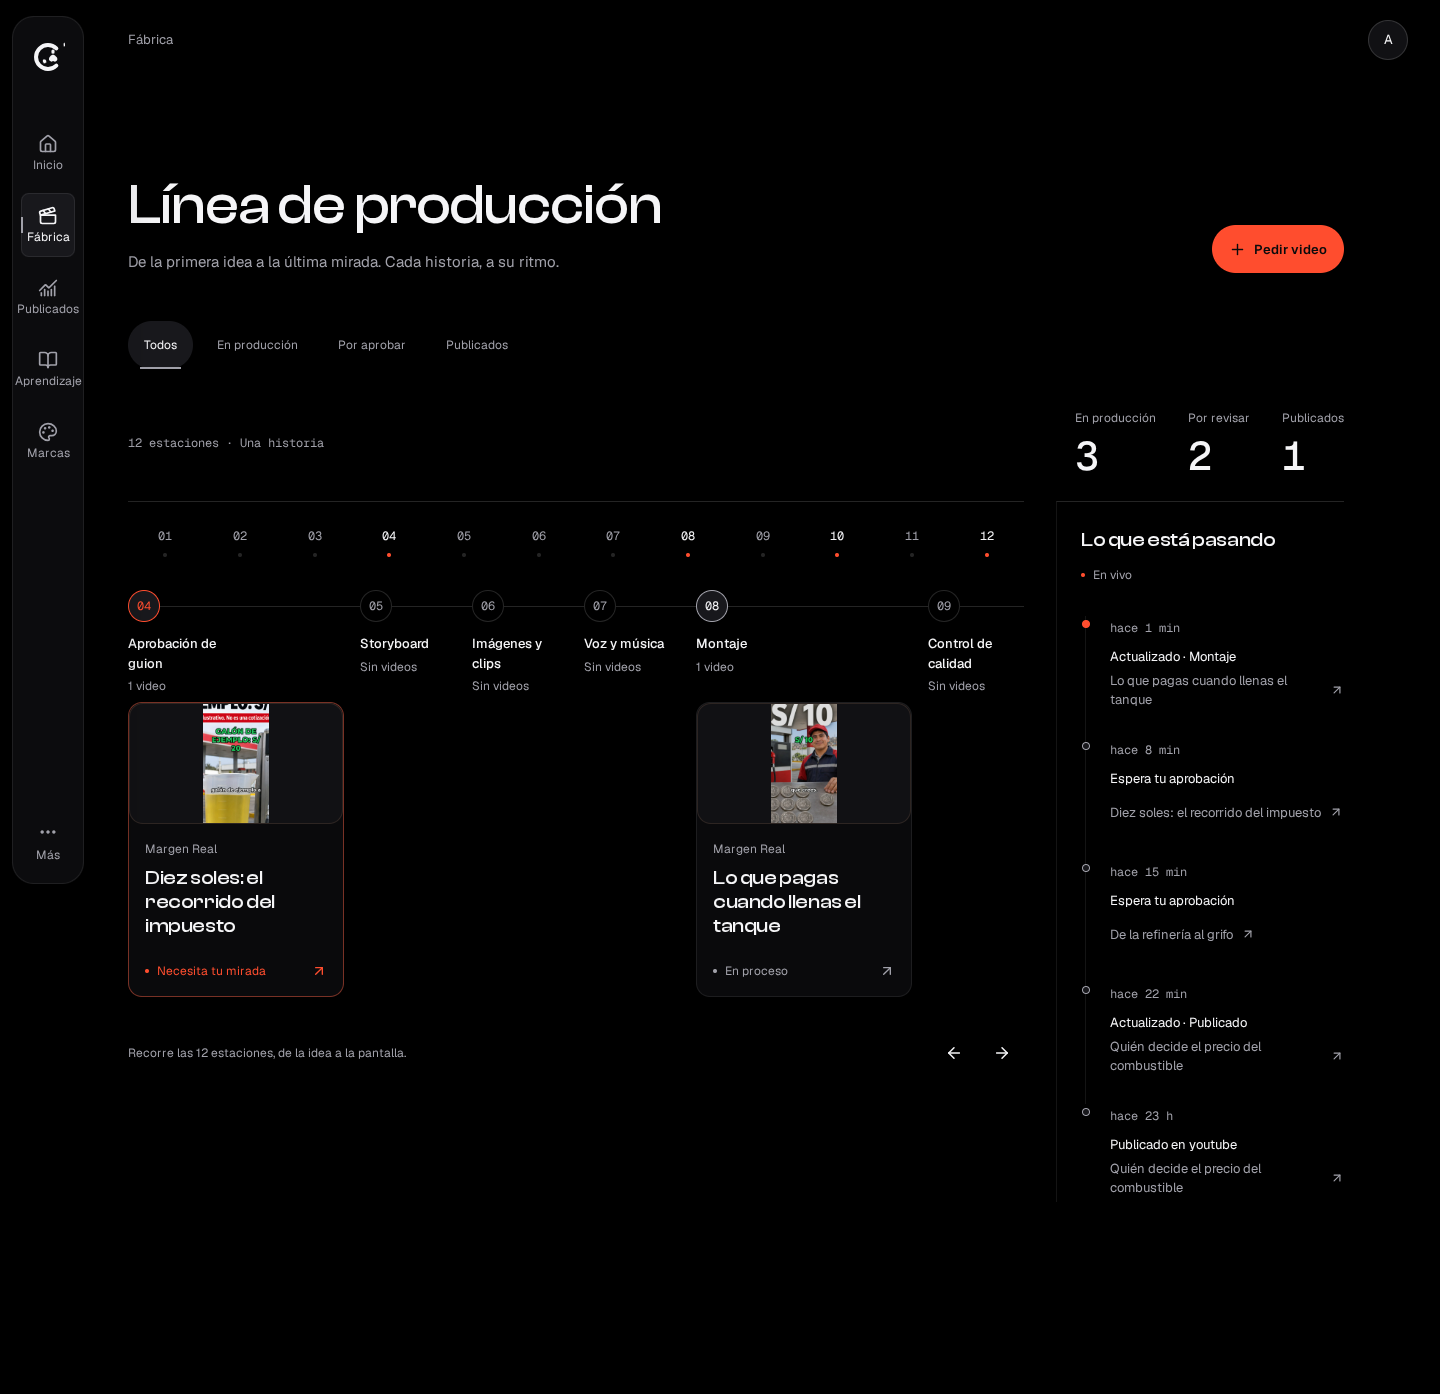 Fábrica
A
Inicio
Fábrica
Publicados
Aprendizaje
Marcas
Más
Línea de producción
De la primera idea a la última mirada. Cada historia, a su ritmo.
Pedir video
Todos
En producción
Por aprobar
Publicados
12 estaciones · Una historia
En producción
3
Por revisar
2
Publicados
1
01
02
03
04
05
06
07
08
09
10
11
12
04
Aprobación de
guion
1 video
05
Storyboard
Sin videos
06
Imágenes y
clips
Sin videos
07
Voz y música
Sin videos
08
Montaje
1 video
09
Control de
calidad
Sin videos
GALÓN DE
EJEMPLO: S/
20
galón de ejemplo a
Margen Real
Diez soles: el
recorrido del
impuesto
Necesita tu mirada
S/ 10
S/ 10
Margen Real
Lo que pagas
cuando llenas el
tanque
En proceso
Recorre las 12 estaciones, de la idea a la pantalla.
Lo que está pasando
En vivo
hace 1 min
Actualizado · Montaje
Lo que pagas cuando llenas el
tanque
hace 8 min
Espera tu aprobación
Diez soles: el recorrido del impuesto
hace 15 min
Espera tu aprobación
De la refinería al grifo
hace 22 min
Actualizado · Publicado
Quién decide el precio del
combustible
hace 23 h
Publicado en youtube
Quién decide el precio del
combustible